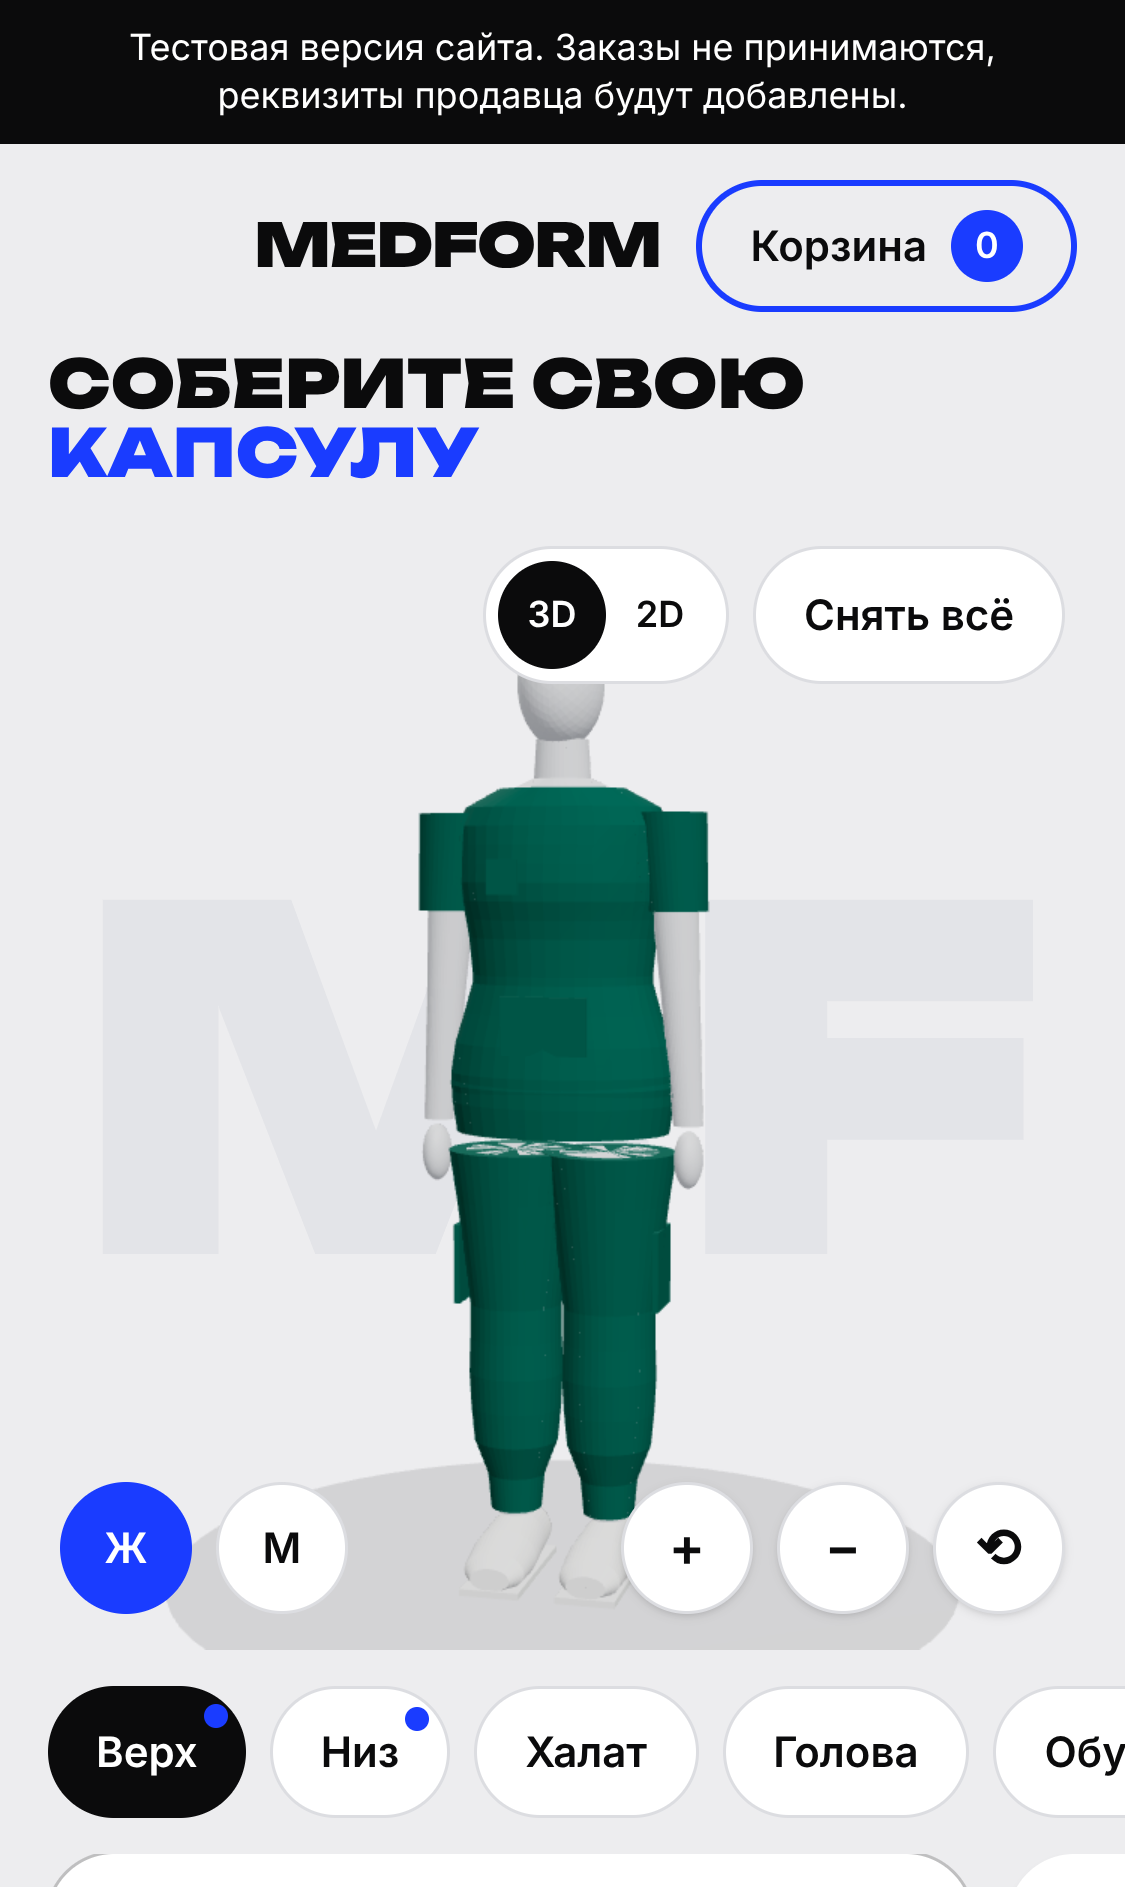 Тестовая версия сайта. Заказы не принимаются,
реквизиты продавца будут добавлены.
MEDFORM
Корзина 0
СОБЕРИТЕ СВОЮ
КАПСУЛУ
3D 2D Снять всё
M F
Ж М + − ⟲
Верх Низ Халат Голова Обу